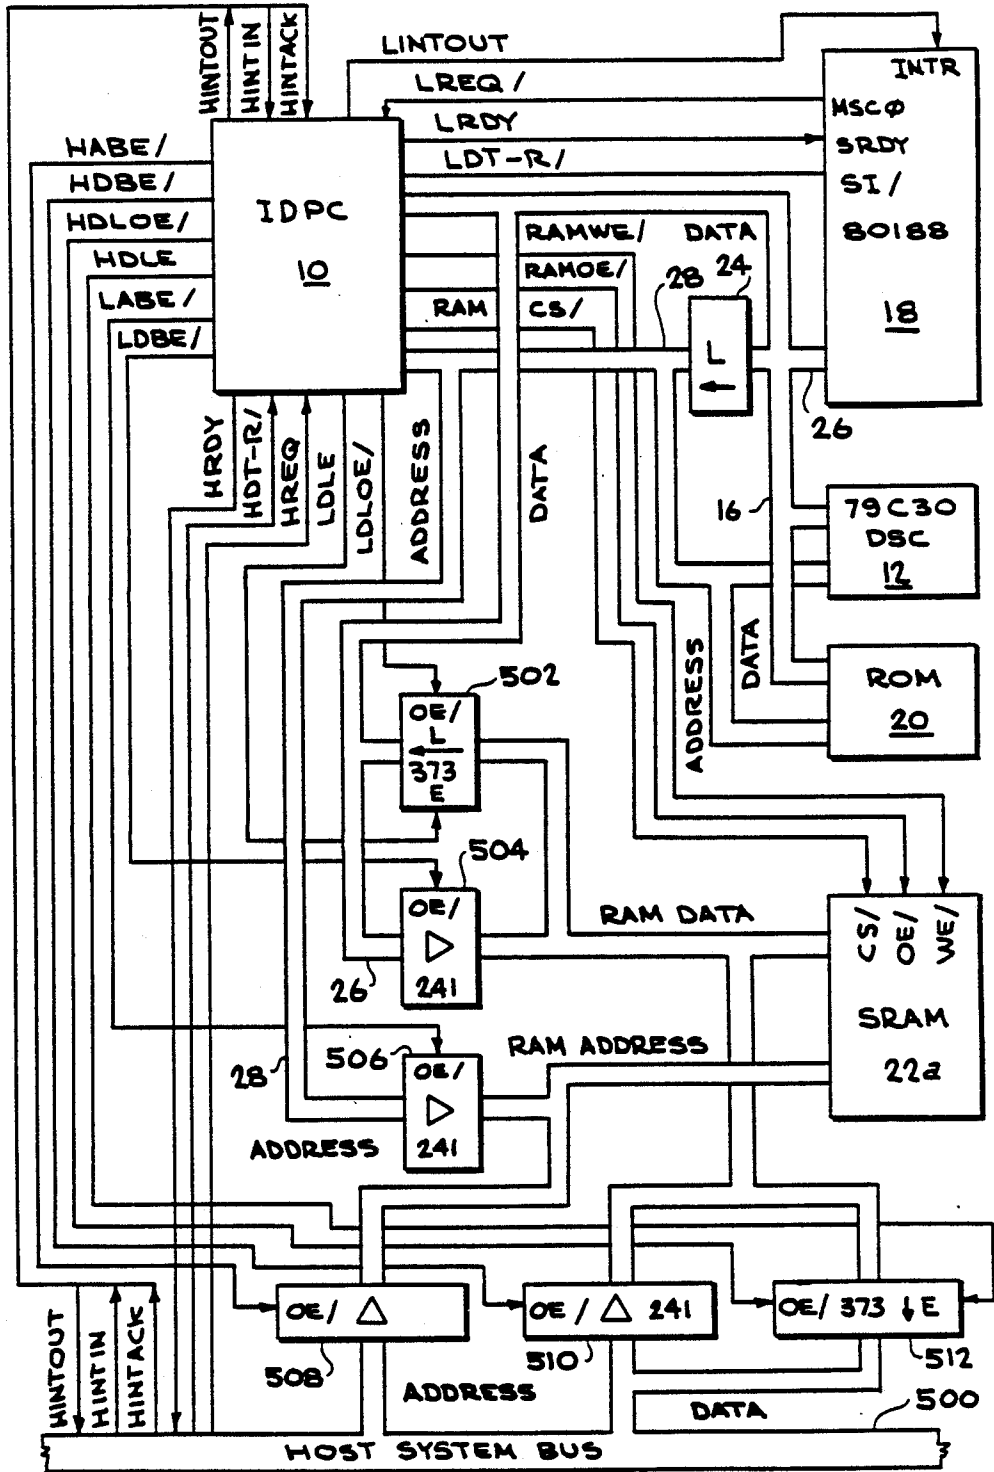 HINTOUT
HINTIN
HINTACK
LINTOUT
LREQ/
LRDY
LDT-R/
INTR
MSCφ
SRDY
SI/
80188
18
HABE/
HDBE/
HDLOE/
HDLE
LABE/
LDBE/
IDPC
10
RAMWE/
DATA
RAMOE/
24
28
RAM CS/
L
26
HRDY
HDT-R/
HREQ
LDLE
LDLOE/
ADDRESS
DATA
16
79C30
DSC
12
ADDRESS
DATA
ROM
20
502
OE/
L
373
E
504
OE/
241
26
RAM DATA
CS/
OE/
WE/
SRAM
22a
RAM ADDRESS
506
OE/
241
28
ADDRESS
OE/
508
OE/ 241
510
OE/ 373 E
512
HINTOUT
HINTIN
HINTACK
ADDRESS
DATA
500
HOST SYSTEM BUS